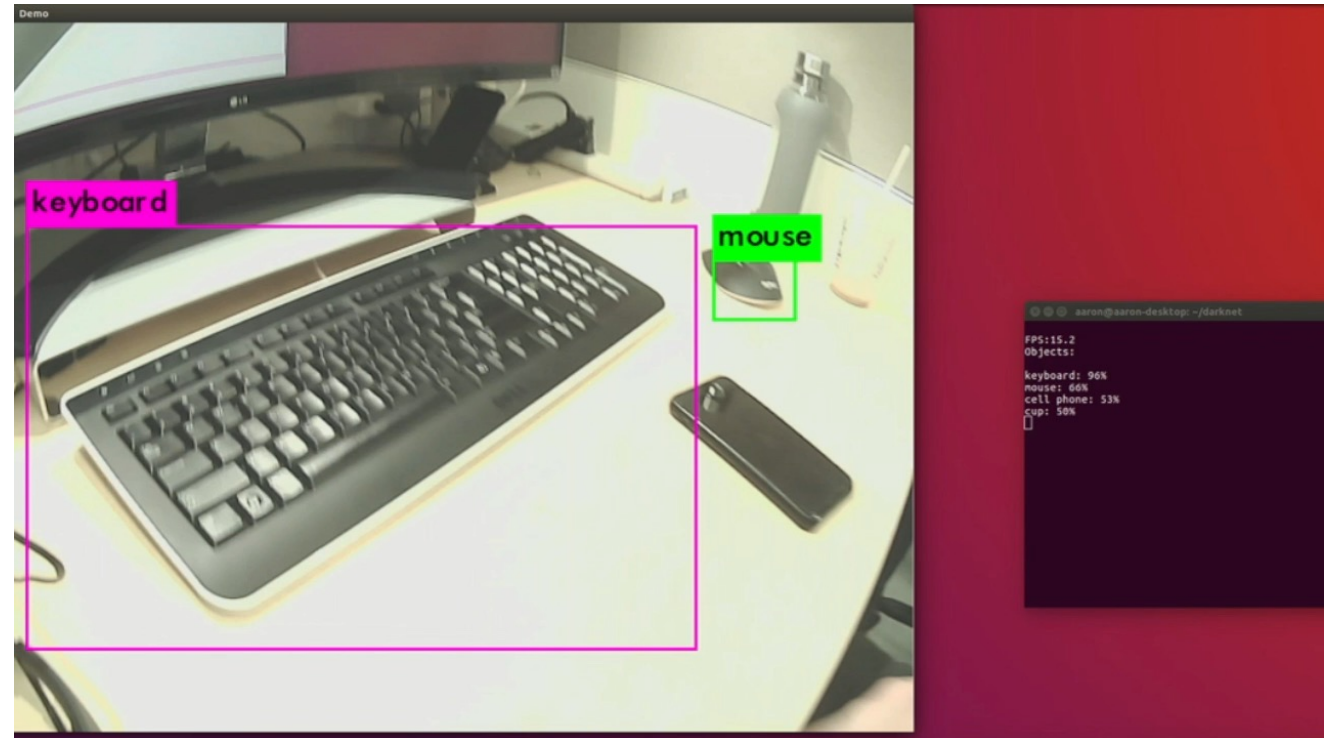 Demo
LG
keyboard
mouse
DELL
aaron@aaron-desktop: ~/darknet
FPS:15.2
Objects:
keyboard: 96%
mouse: 66%
cell phone: 53%
cup: 50%